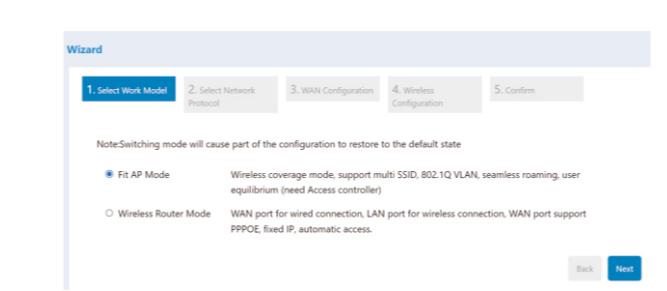 Wizard
1. Select Work Model
2. Select Network
Protocol
3. WAN Configuration
4. Wireless
Configuration
5. Confirm
Note:Switching mode will cause part of the configuration to restore to the default state
Fit AP Mode
Wireless coverage mode, support multi SSID, 802.1Q VLAN, seamless roaming, user
equilibrium (need Access controller)
Wireless Router Mode
WAN port for wired connection, LAN port for wireless connection, WAN port support
PPPOE, fixed IP, automatic access.
Back
Next